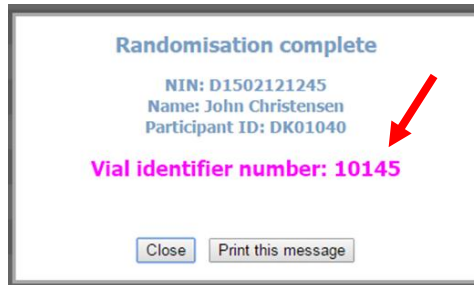 Randomisation complete
NIN: D1502121245
Name: John Christensen
Participant ID: DK01040
Vial identifier number: 10145
Close Print this message